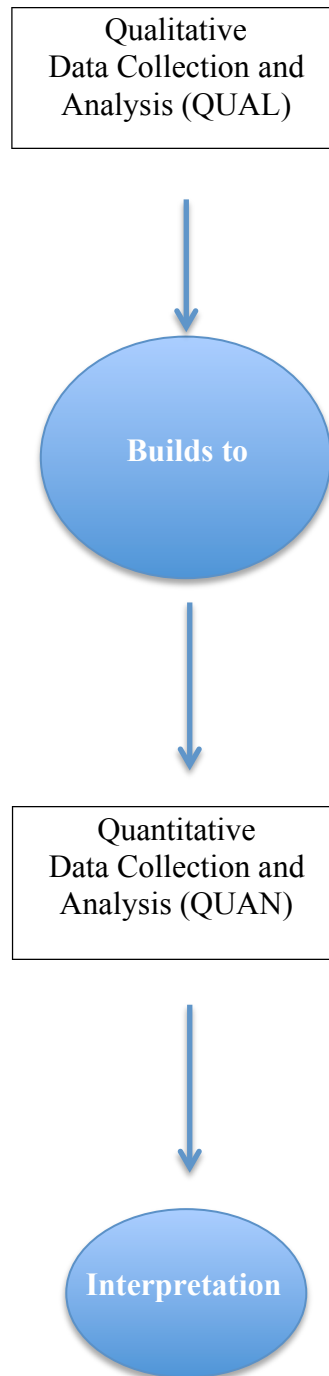 Qualitative
Data Collection and
Analysis (QUAL)
Builds to
Quantitative
Data Collection and
Analysis (QUAN)
Interpretation